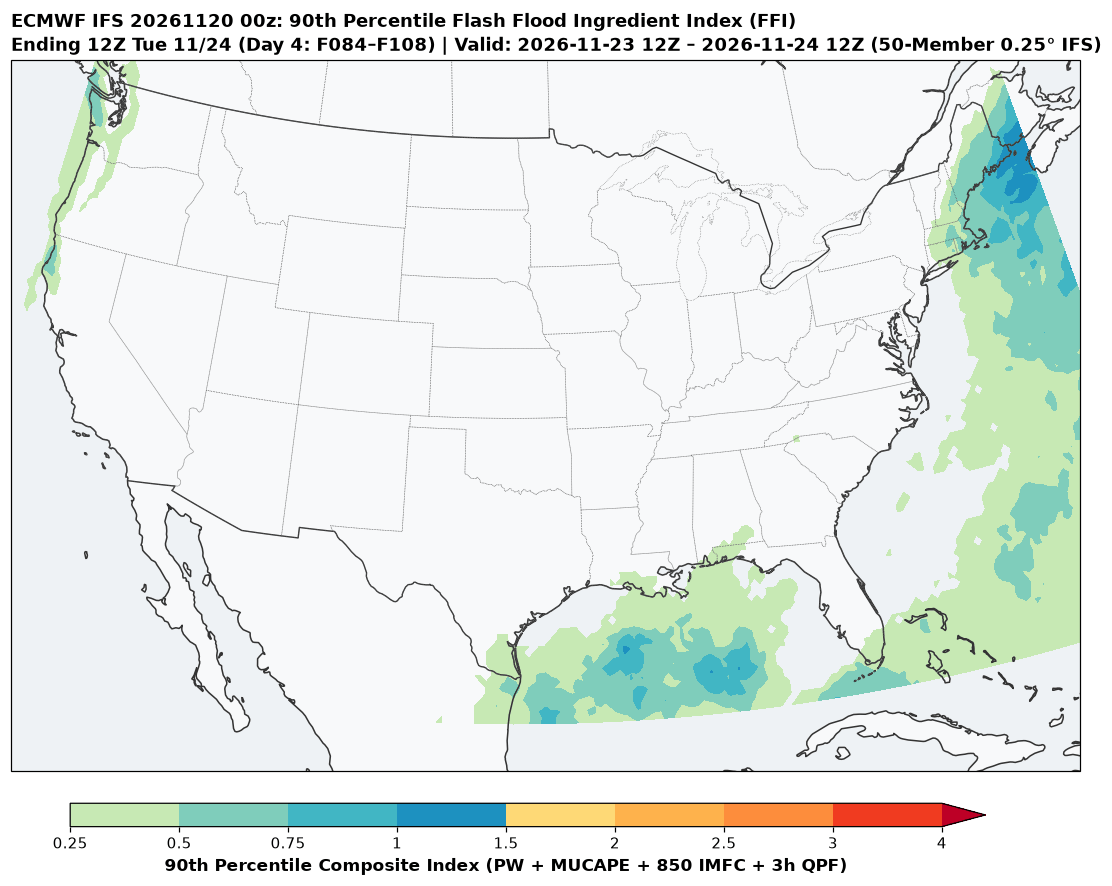 ECMWF IFS 20261120 00z: 90th Percentile Flash Flood Ingredient Index (FFI)
Ending 12Z Tue 11/24 (Day 4: F084–F108) | Valid: 2026-11-23 12Z – 2026-11-24 12Z (50-Member 0.25° IFS)
0.25 0.5 0.75 1 1.5 2 2.5 3 4
90th Percentile Composite Index (PW + MUCAPE + 850 IMFC + 3h QPF)